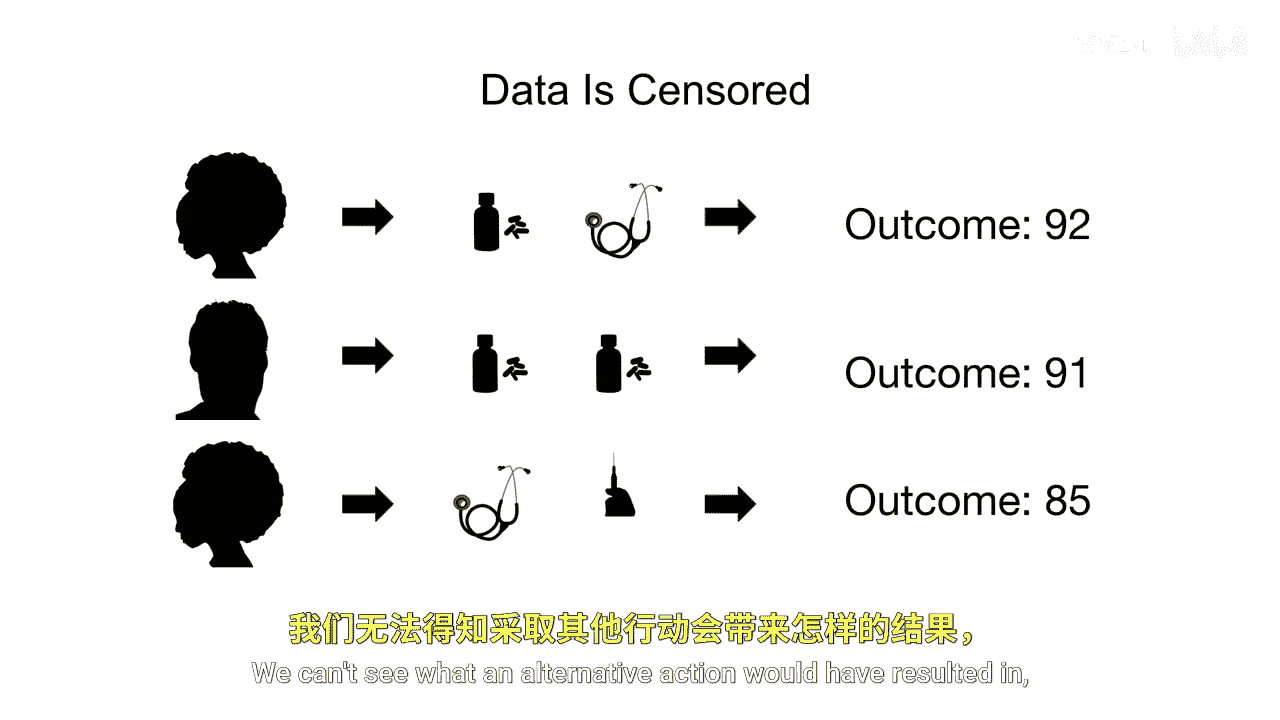 Data Is Censored
Outcome: 92
Outcome: 91
Outcome: 85
我们无法得知采取其他行动会带来怎样的结果，
We can't see what an alternative action would have resulted in,